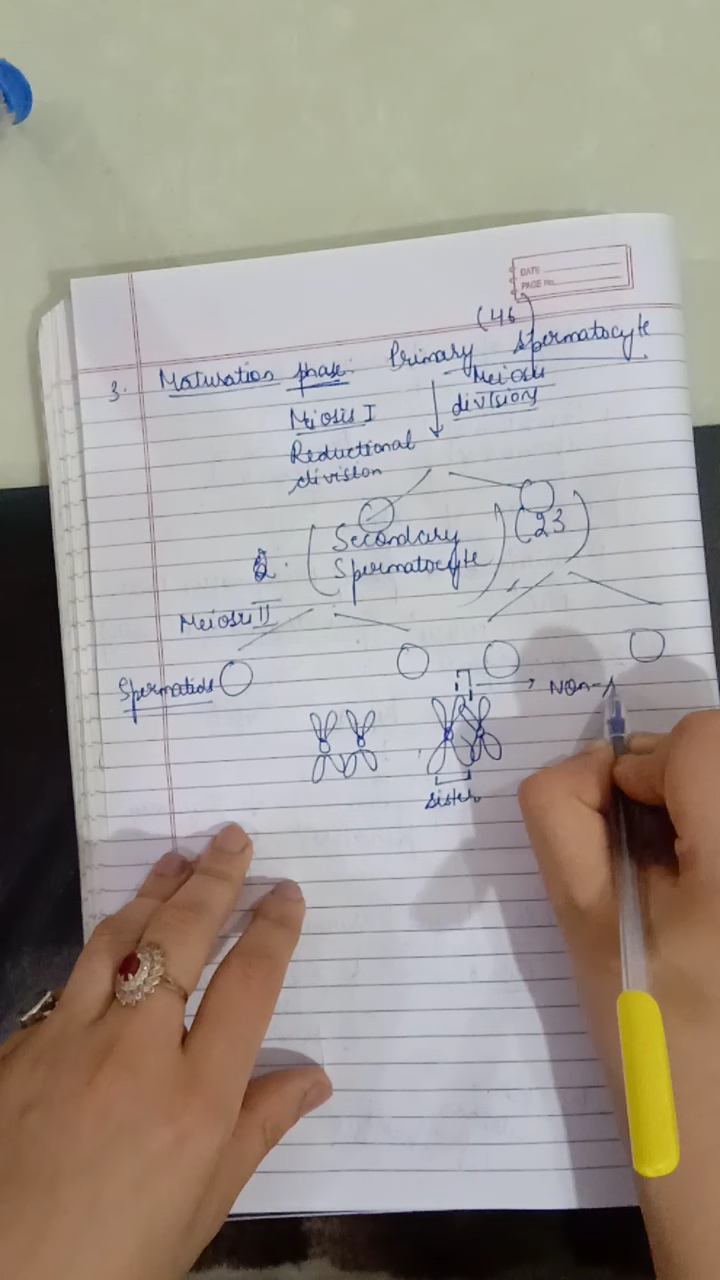 DATE
PAGE No.
(46)
3. Maturation phase: Primary Spermatocyte
Meiosis
division
Miosis I
Reductional
division
2. (Secondary
Spermatocyte)
(23)
Meiosis II
Spermatids
Non-
Sister